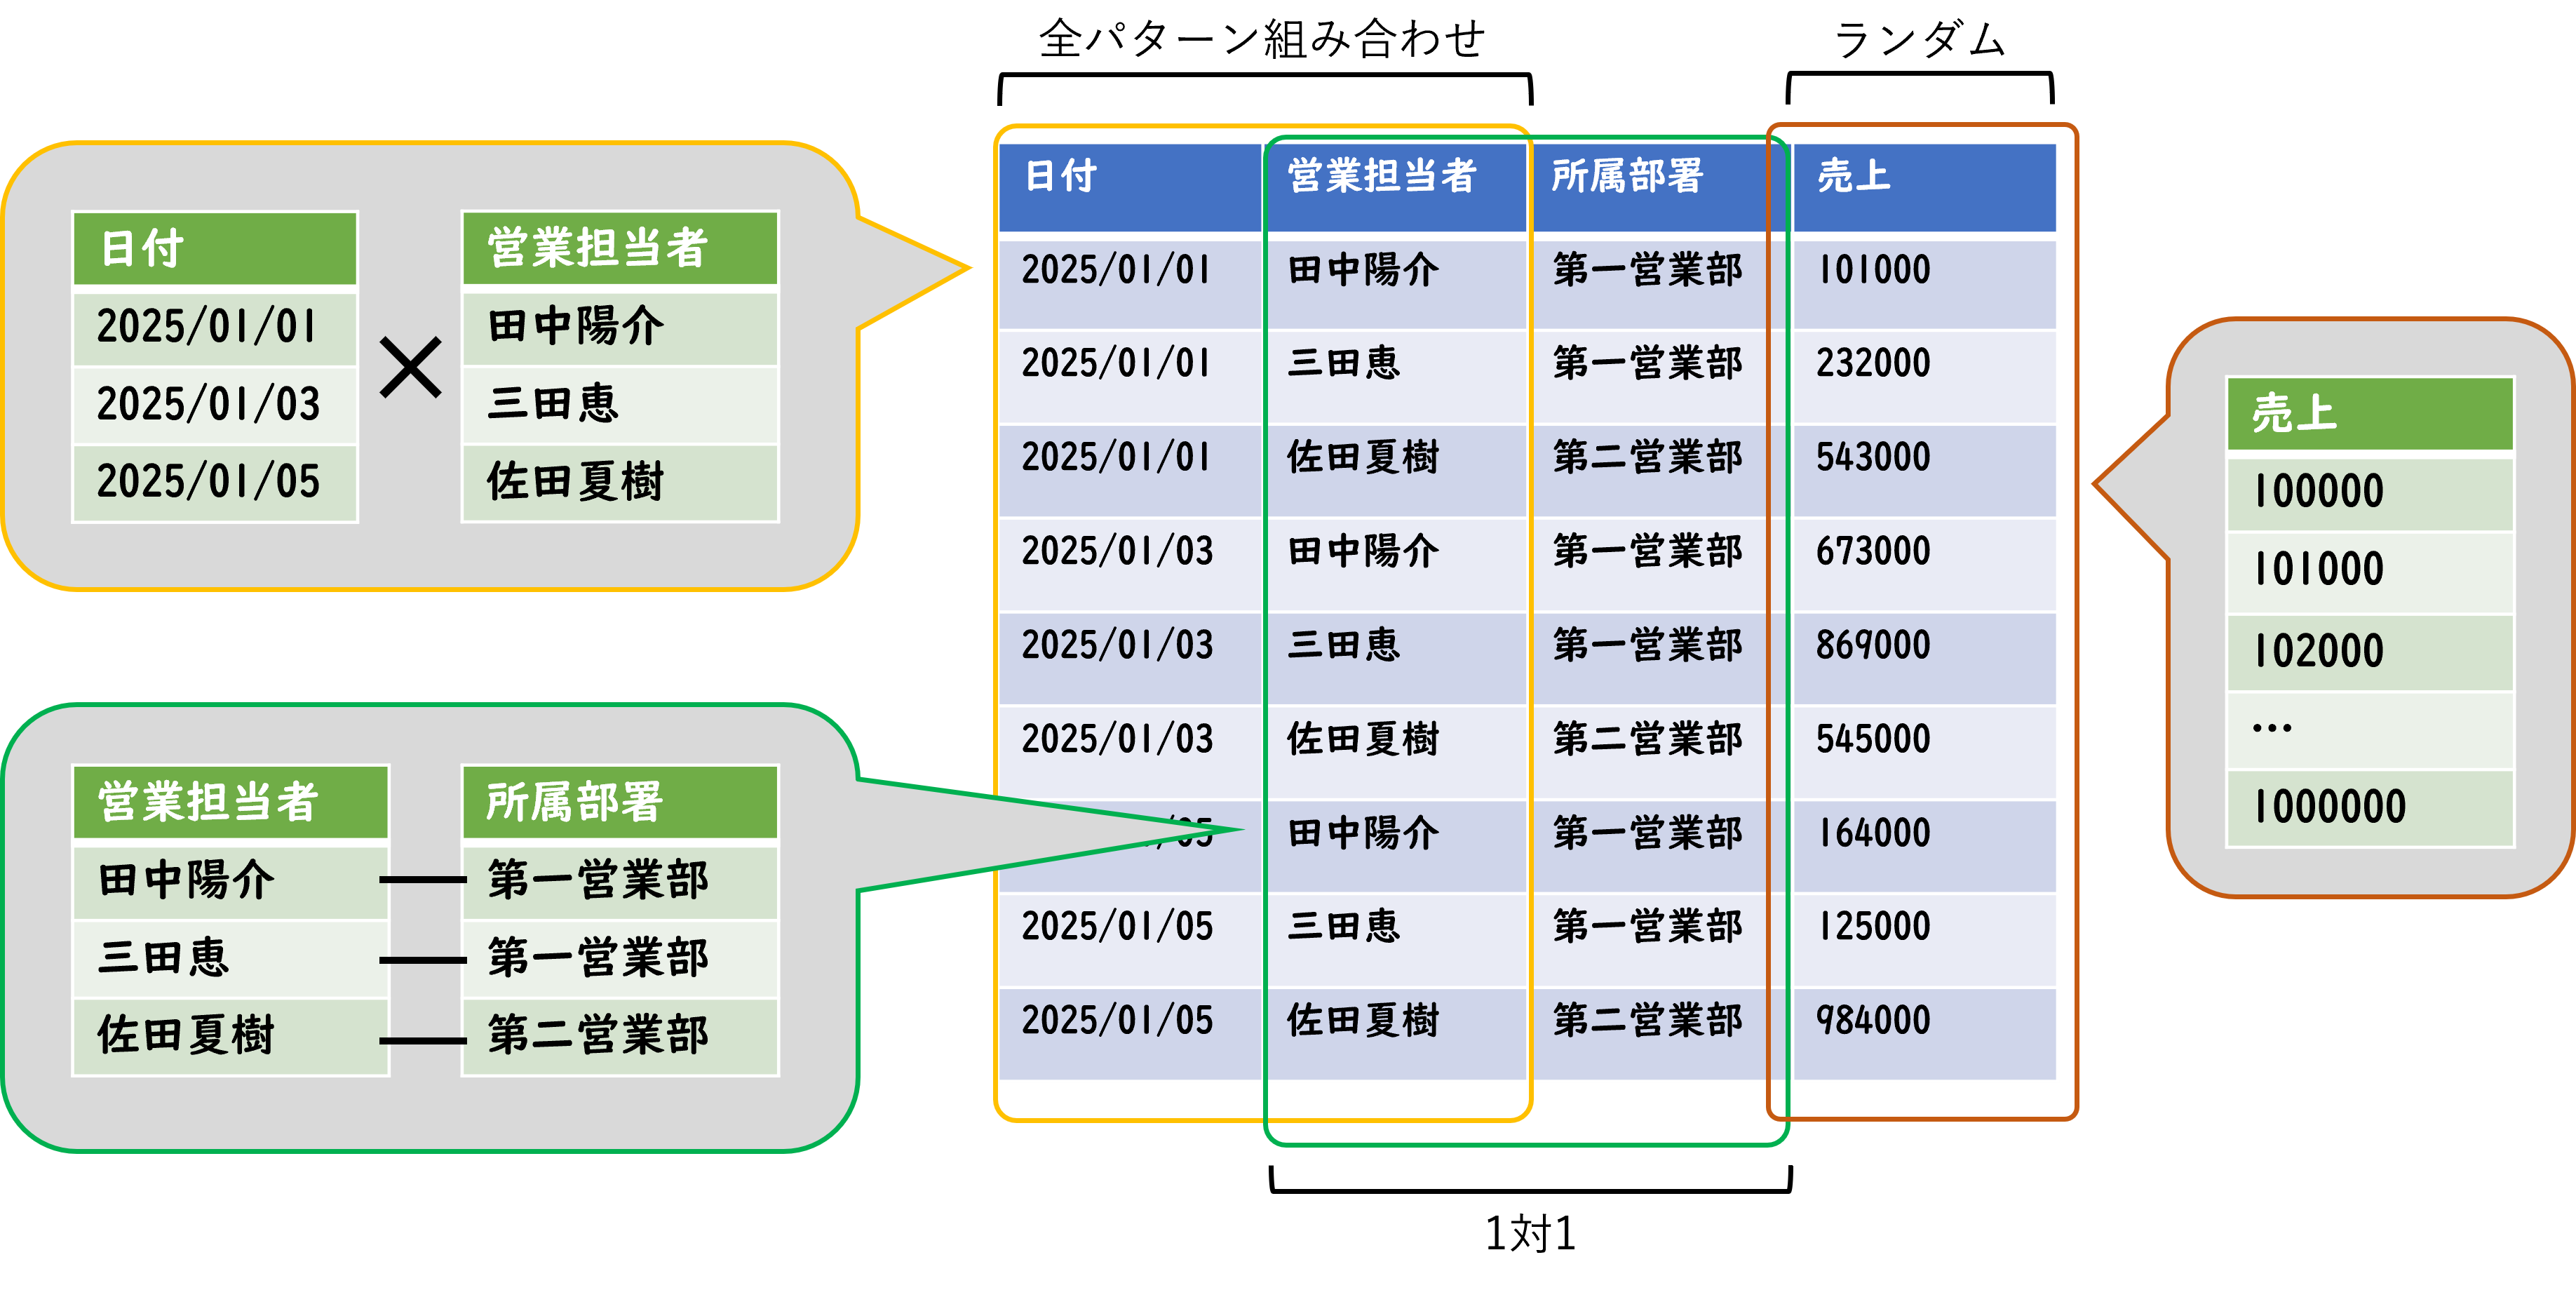 全パターン組み合わせ
ランダム
日付 営業担当者
2025/01/01 田中陽介
2025/01/03 三田恵
2025/01/05 佐田夏樹
×
営業担当者 所属部署
田中陽介 第一営業部
三田恵 第一営業部
佐田夏樹 第二営業部
日付 営業担当者 所属部署 売上
2025/01/01 田中陽介 第一営業部 101000
2025/01/01 三田恵 第一営業部 232000
2025/01/01 佐田夏樹 第二営業部 543000
2025/01/03 田中陽介 第一営業部 673000
2025/01/03 三田恵 第一営業部 869000
2025/01/03 佐田夏樹 第二営業部 545000
/05 田中陽介 第一営業部 164000
2025/01/05 三田恵 第一営業部 125000
2025/01/05 佐田夏樹 第二営業部 984000
1対1
売上
100000
101000
102000
…
1000000